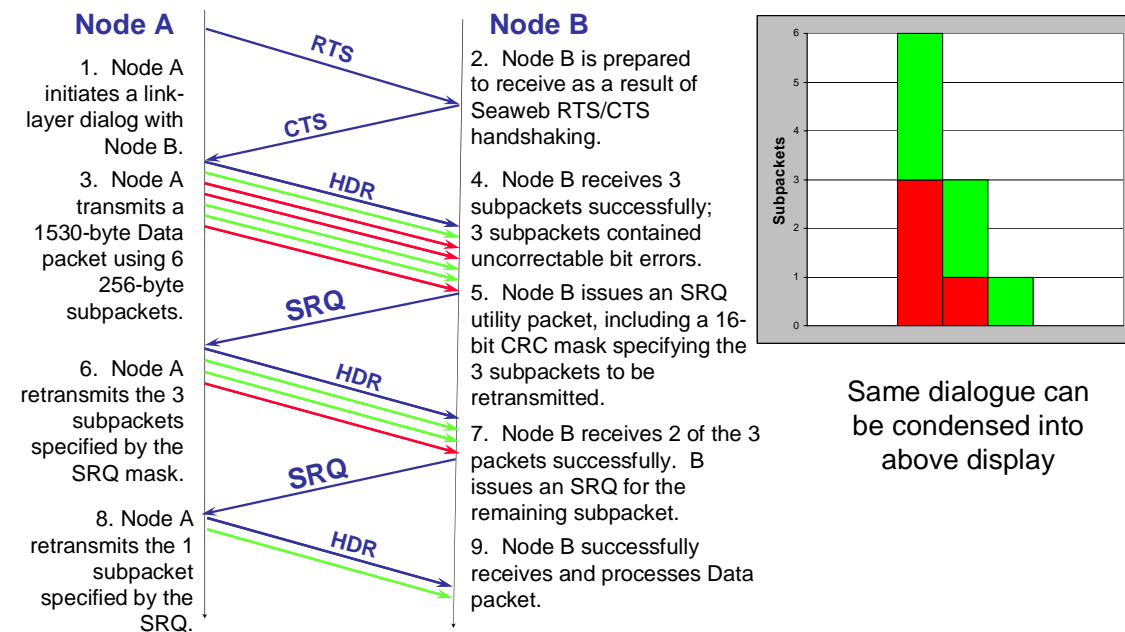 Node A
1. Node A
initiates a link-
layer dialog with
Node B.
3. Node A
transmits a
1530-byte Data
packet using 6
256-byte
subpackets.
6. Node A
retransmits the 3
subpackets
specified by the
SRQ mask.
8. Node A
retransmits the 1
subpacket
specified by the
SRQ.
RTS
CTS
HDR
SRQ
HDR
SRQ
HDR
Node B
2. Node B is prepared
to receive as a result of
Seaweb RTS/CTS
handshaking.
4. Node B receives 3
subpackets successfully;
3 subpackets contained
uncorrectable bit errors.
5. Node B issues an SRQ
utility packet, including a 16-
bit CRC mask specifying the
3 subpackets to be
retransmitted.
7. Node B receives 2 of the 3
packets successfully. B
issues an SRQ for the
remaining subpacket.
9. Node B successfully
receives and processes Data
packet.
Subpackets
6
5
4
3
2
1
0
Same dialogue can
be condensed into
above display